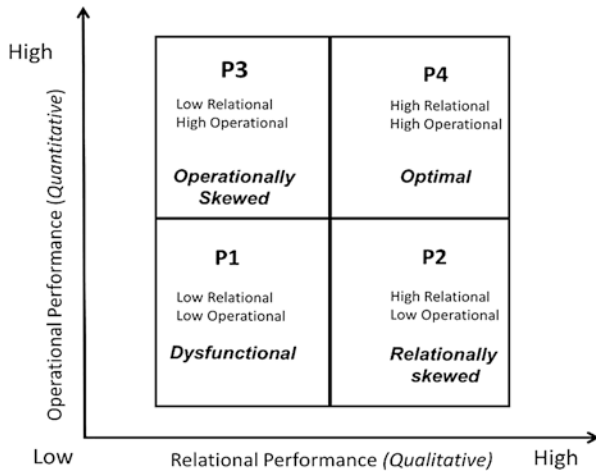 High
Operational Performance (Quantitative)
P3
Low Relational
High Operational
Operationally
Skewed
P4
High Relational
High Operational
Optimal
P1
Low Relational
Low Operational
Dysfunctional
P2
High Relational
Low Operational
Relationally
skewed
Low
Relational Performance (Qualitative)
High